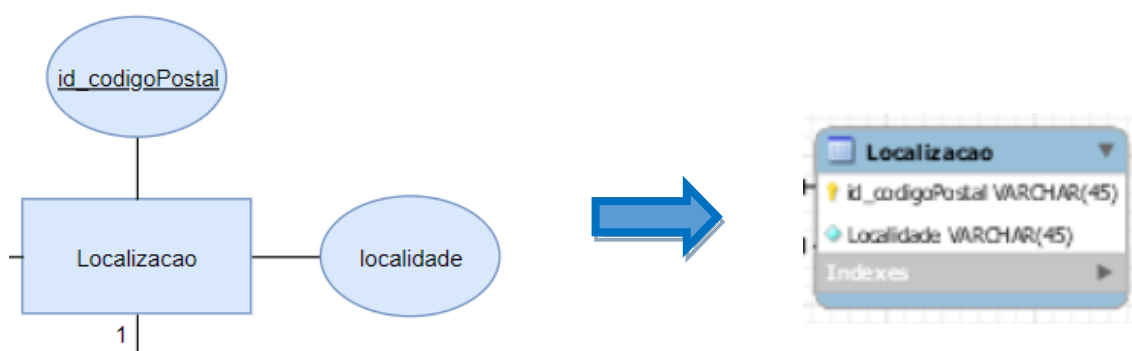 id_codigoPostal
Localizacao
localidade
1
Localizacao
id_codigoPostal VARCHAR(45)
Localidade VARCHAR(45)
Indexes